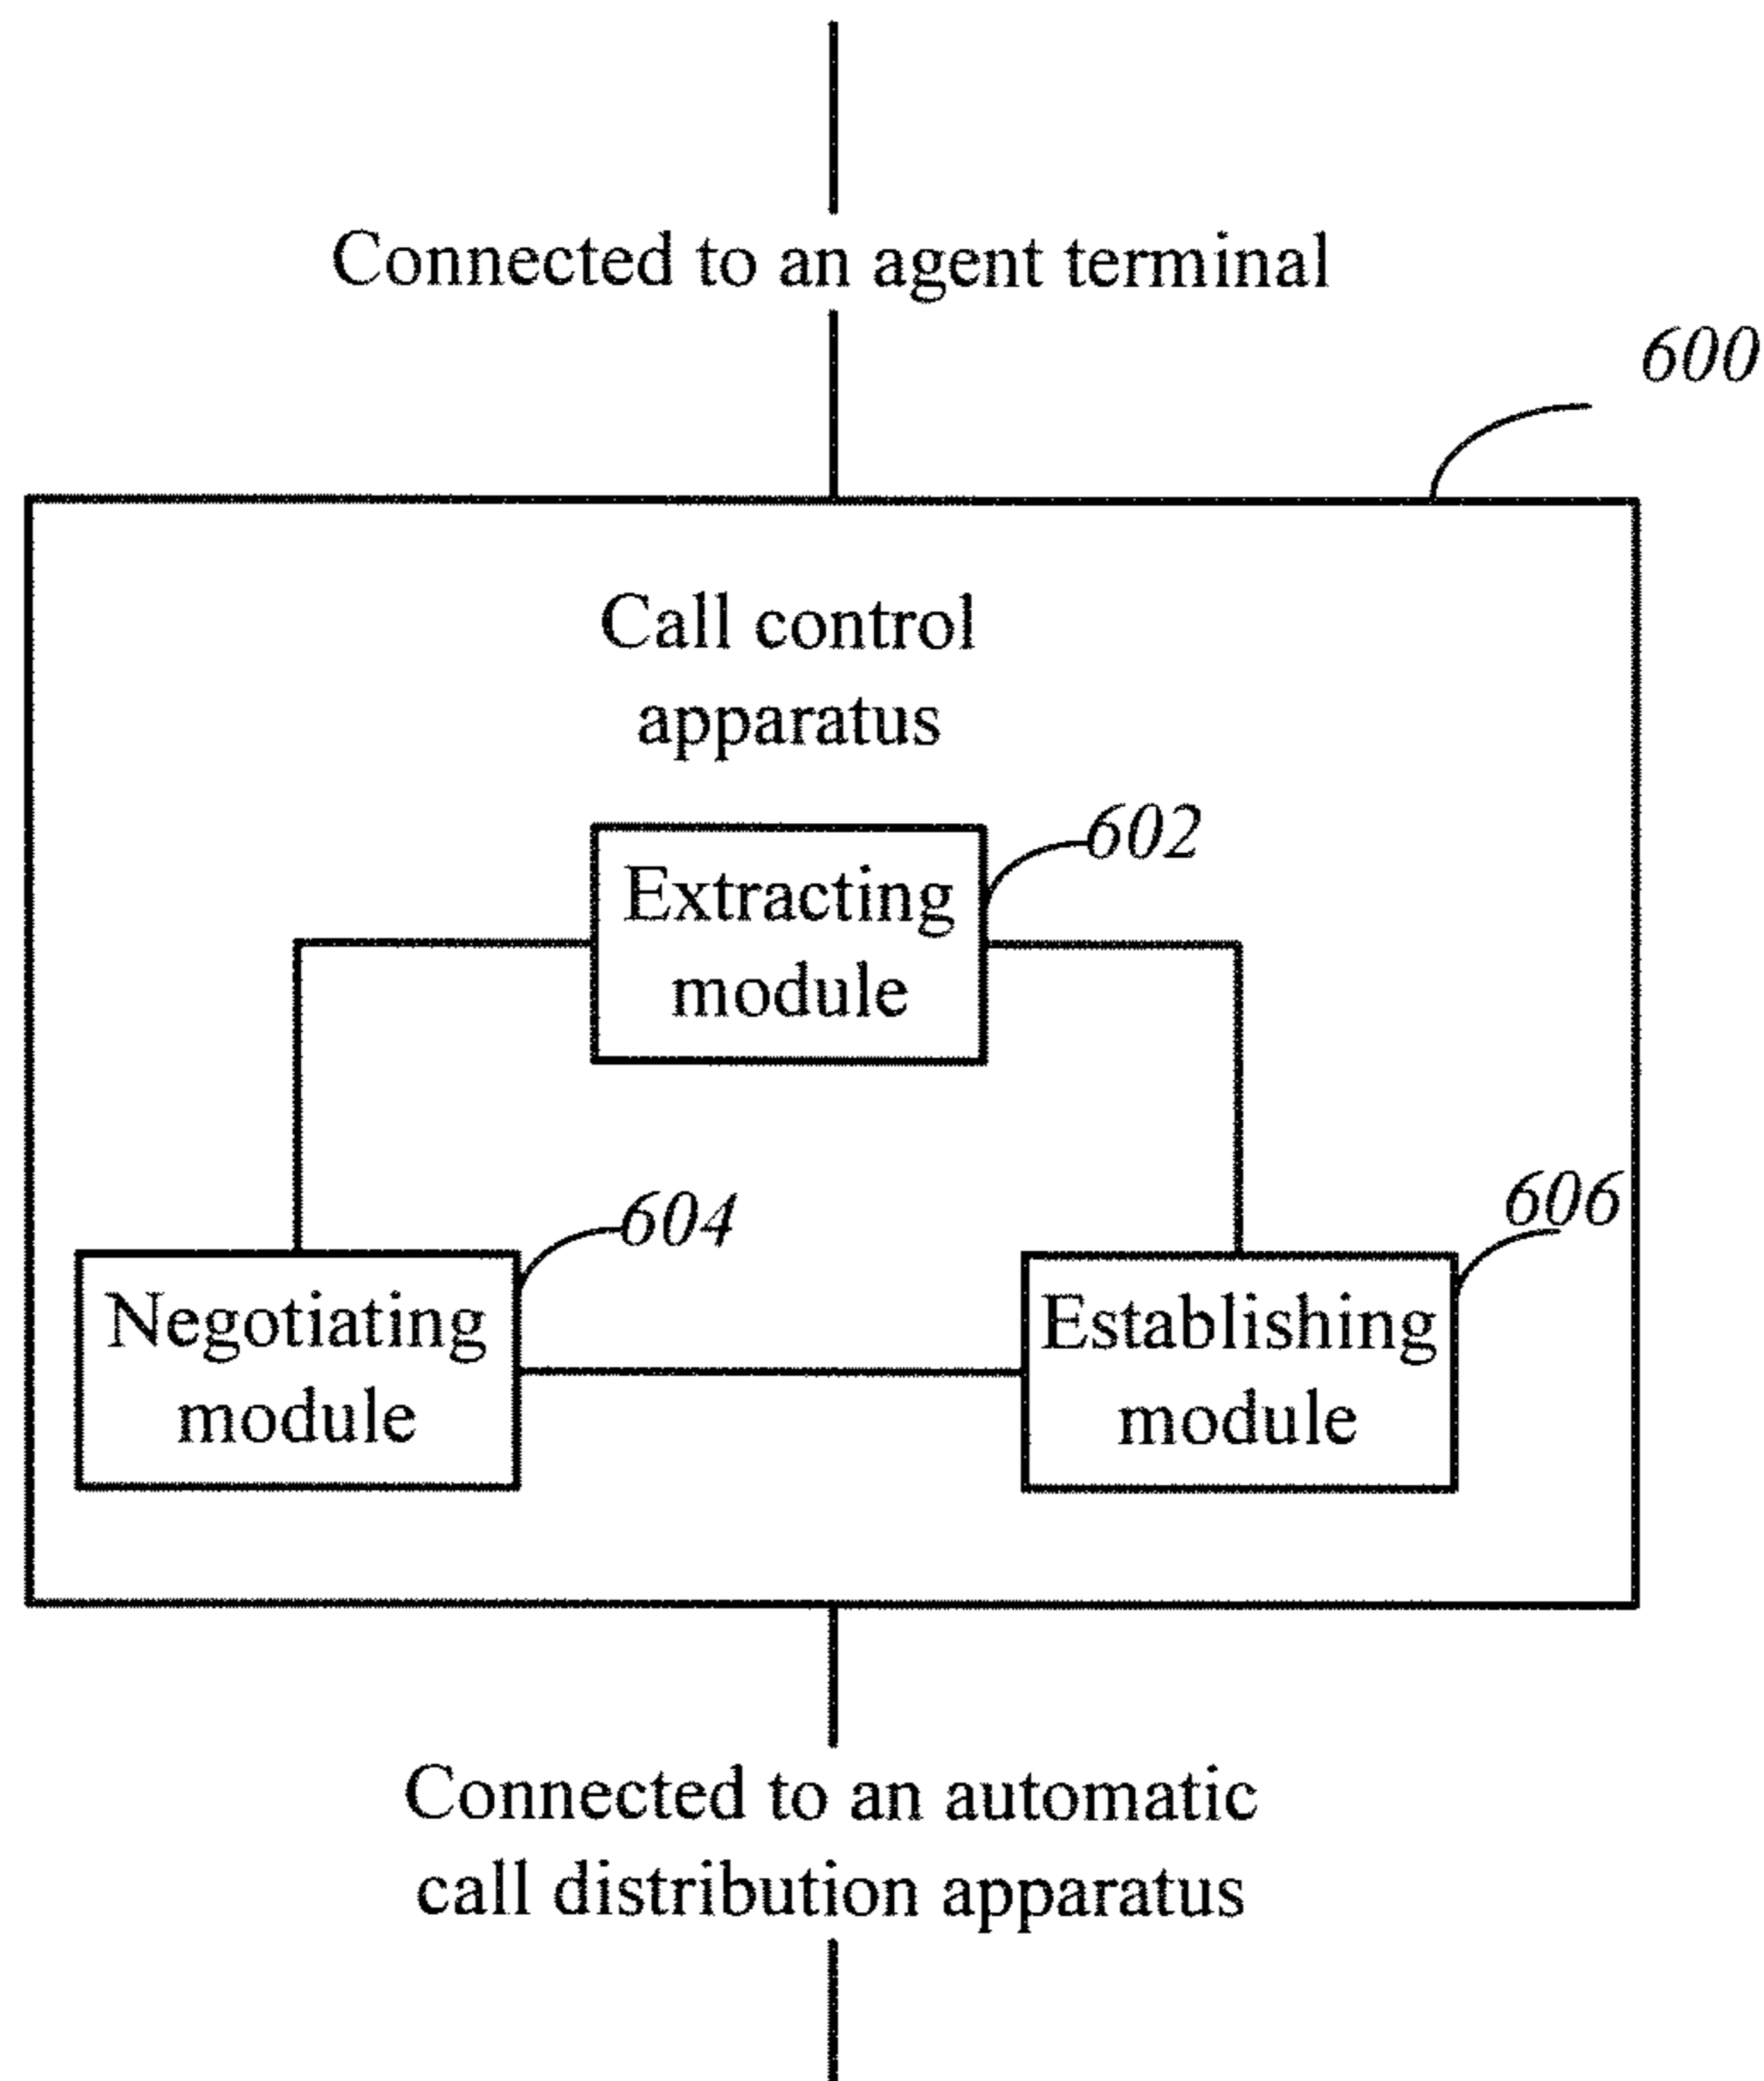 Connected to an agent terminal
600
Call control
apparatus
602
Extracting
module
604
Negotiating
module
606
Establishing
module
Connected to an automatic
call distribution apparatus